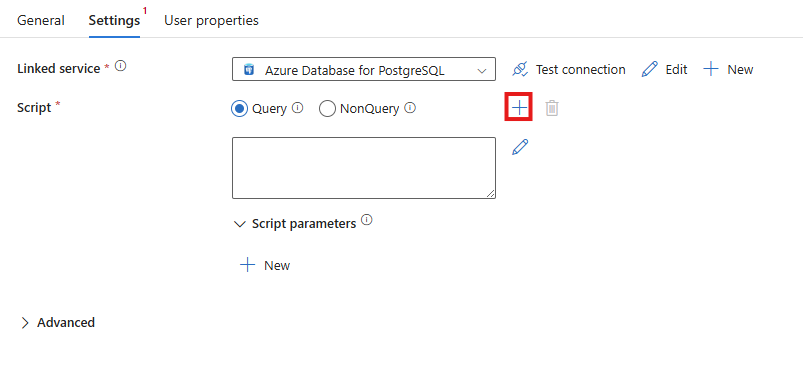 General Settings 1 User properties
Linked service * Azure Database for PostgreSQL Test connection Edit New
Script * Query NonQuery
Script parameters
New
Advanced